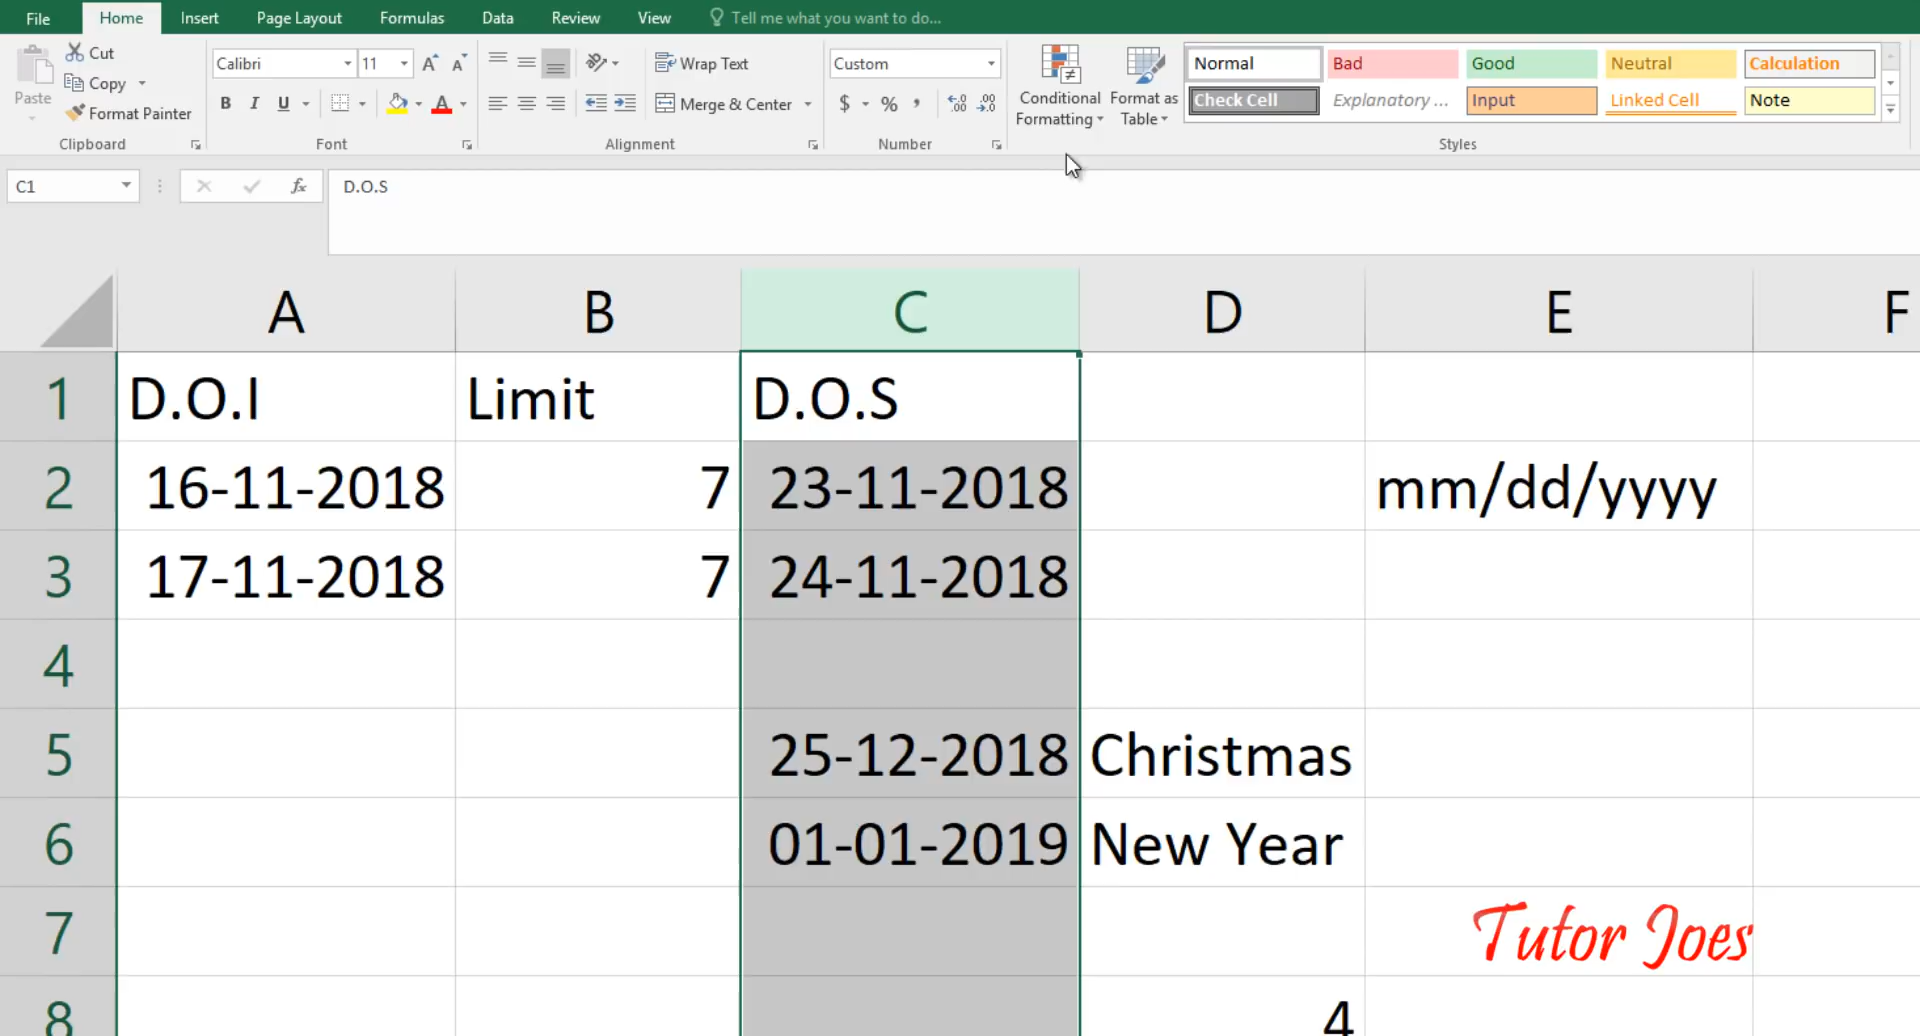 File Home Insert Page Layout Formulas Data Review View Tell me what you want to do...
Cut
Copy
Format Painter
Paste
Clipboard
Calibri 11
B I U
Font
Wrap Text
Merge & Center
Alignment
Custom
$ % ,
Number
Conditional Formatting
Format as Table
Normal Bad Good Neutral Calculation
Check Cell Explanatory ... Input Linked Cell Note
Styles
C1 fx D.O.S
A B C D E F
1 D.O.I Limit D.O.S
2 16-11-2018 7 23-11-2018 mm/dd/yyyy
3 17-11-2018 7 24-11-2018
4
5 25-12-2018 Christmas
6 01-01-2019 New Year
7 Tutor Joes
8 4